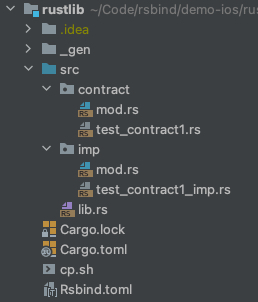 rustlib ~/Code/rsbind/demo-ios/rus
.idea
_gen
src
contract
mod.rs
test_contract1.rs
imp
mod.rs
test_contract1_imp.rs
lib.rs
Cargo.lock
Cargo.toml
cp.sh
Rsbind.toml